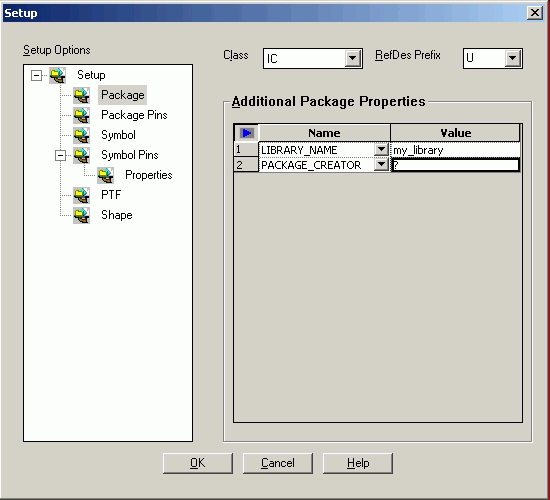 Setup
Setup Options
Class IC RefDes Prefix U
Setup
Package
Package Pins
Symbol
Symbol Pins
Properties
PTF
Shape
Additional Package Properties
Name Value
1 LIBRARY_NAME my_library
2 PACKAGE_CREATOR ?
OK Cancel Help